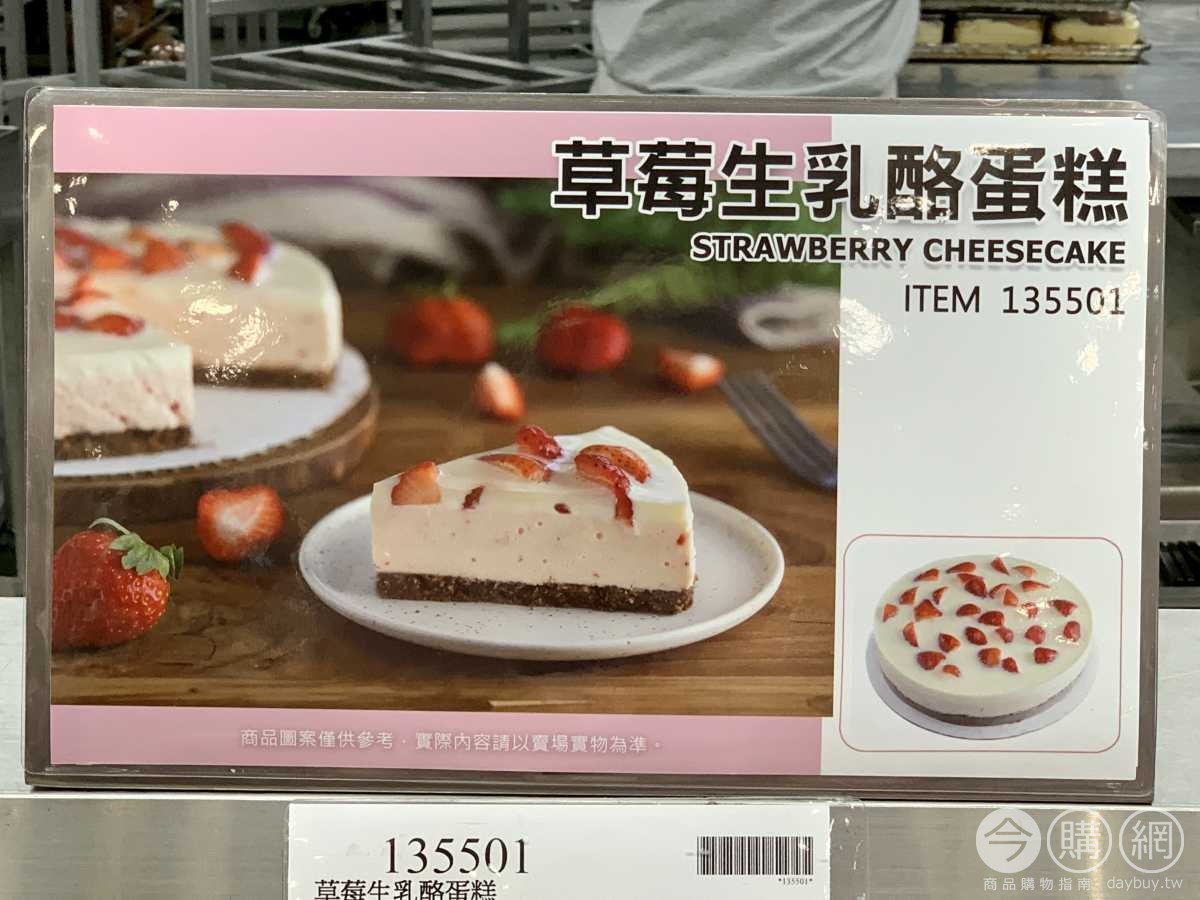 草莓生乳酪蛋糕
STRAWBERRY CHEESECAKE
ITEM 135501
商品圖案僅供參考，實際內容請以賣場實物為準。
135501
*135501*
草莓生乳酪蛋糕
今購網
商品購物指南 daybuy.tw